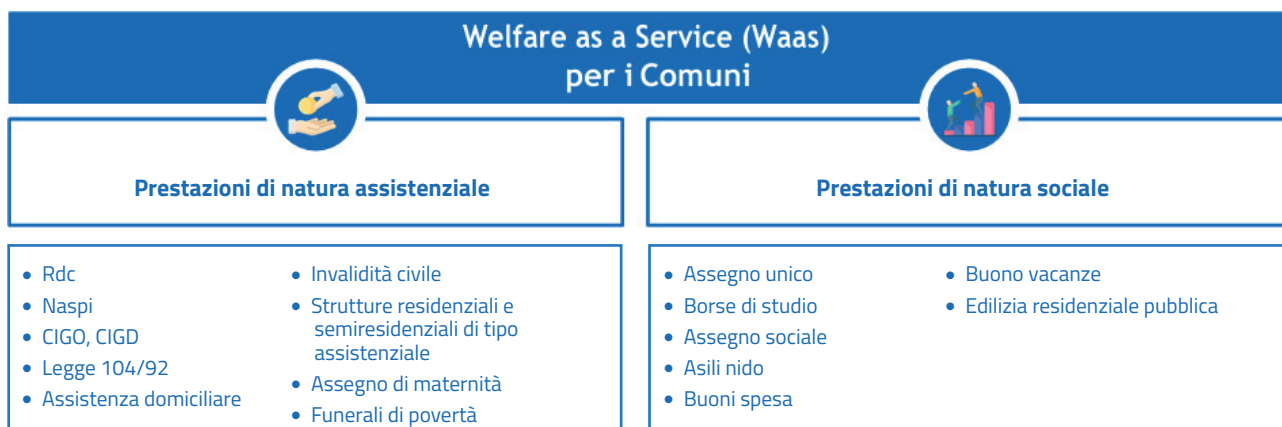 Welfare as a Service (Waas)
per i Comuni
Prestazioni di natura assistenziale
Prestazioni di natura sociale
• Rdc
• Naspi
• CIGO, CIGD
• Legge 104/92
• Assistenza domiciliare
• Invalidità civile
• Strutture residenziali e
semiresidenziali di tipo
assistenziale
• Assegno di maternità
• Funerali di povertà
• Assegno unico
• Borse di studio
• Assegno sociale
• Asili nido
• Buoni spesa
• Buono vacanze
• Edilizia residenziale pubblica